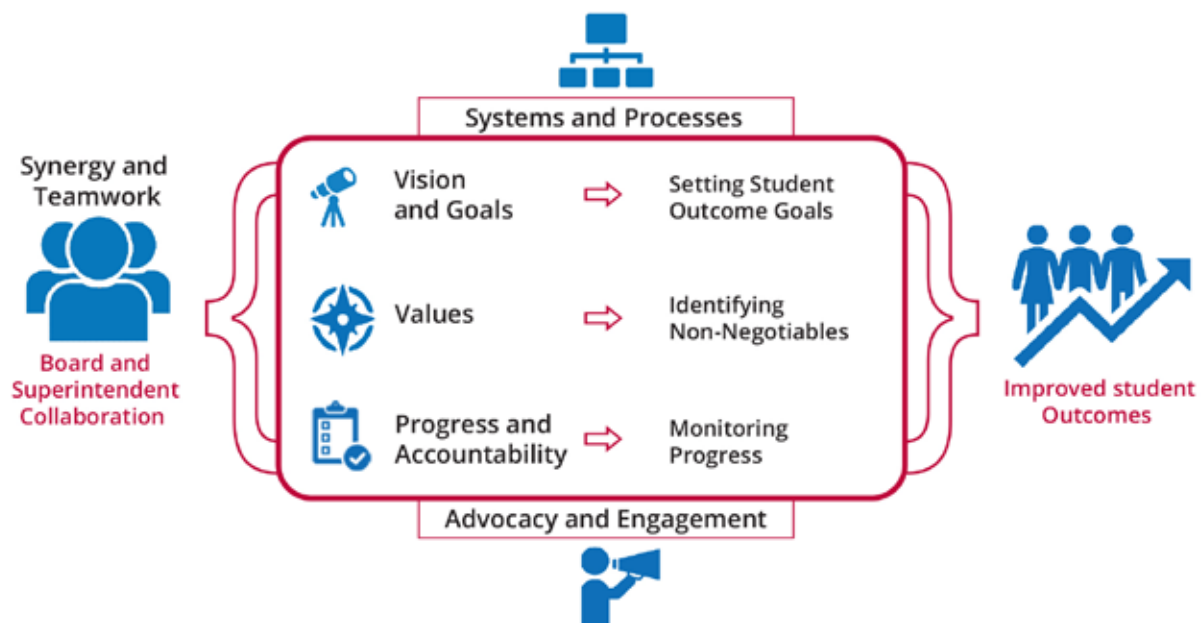 Systems and Processes
Synergy and
Teamwork
Board and
Superintendent
Collaboration
Vision
and Goals
Setting Student
Outcome Goals
Values
Identifying
Non-Negotiables
Progress and
Accountability
Monitoring
Progress
Improved student
Outcomes
Advocacy and Engagement